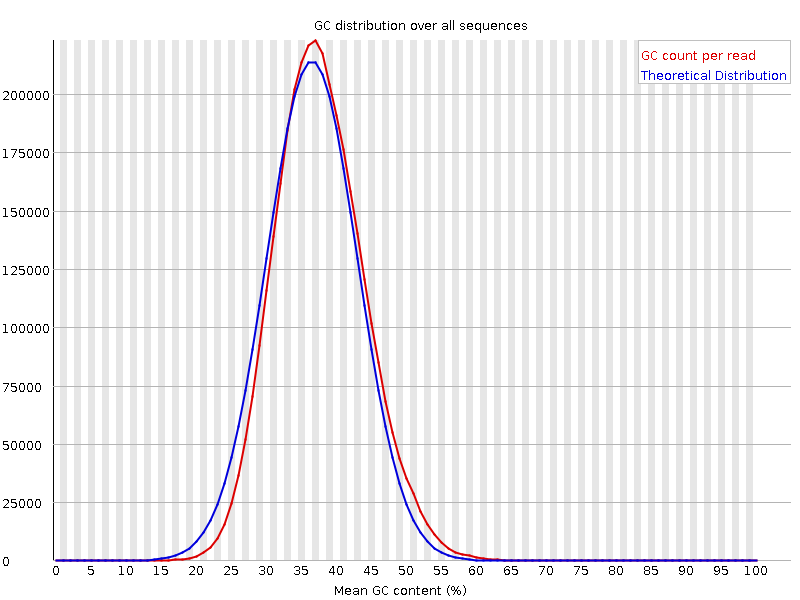 GC distribution over all sequences
GC count per read
Theoretical Distribution
200000
175000
150000
125000
100000
75000
50000
25000
0
0 5 10 15 20 25 30 35 40 45 50 55 60 65 70 75 80 85 90 95 100
Mean GC content (%)